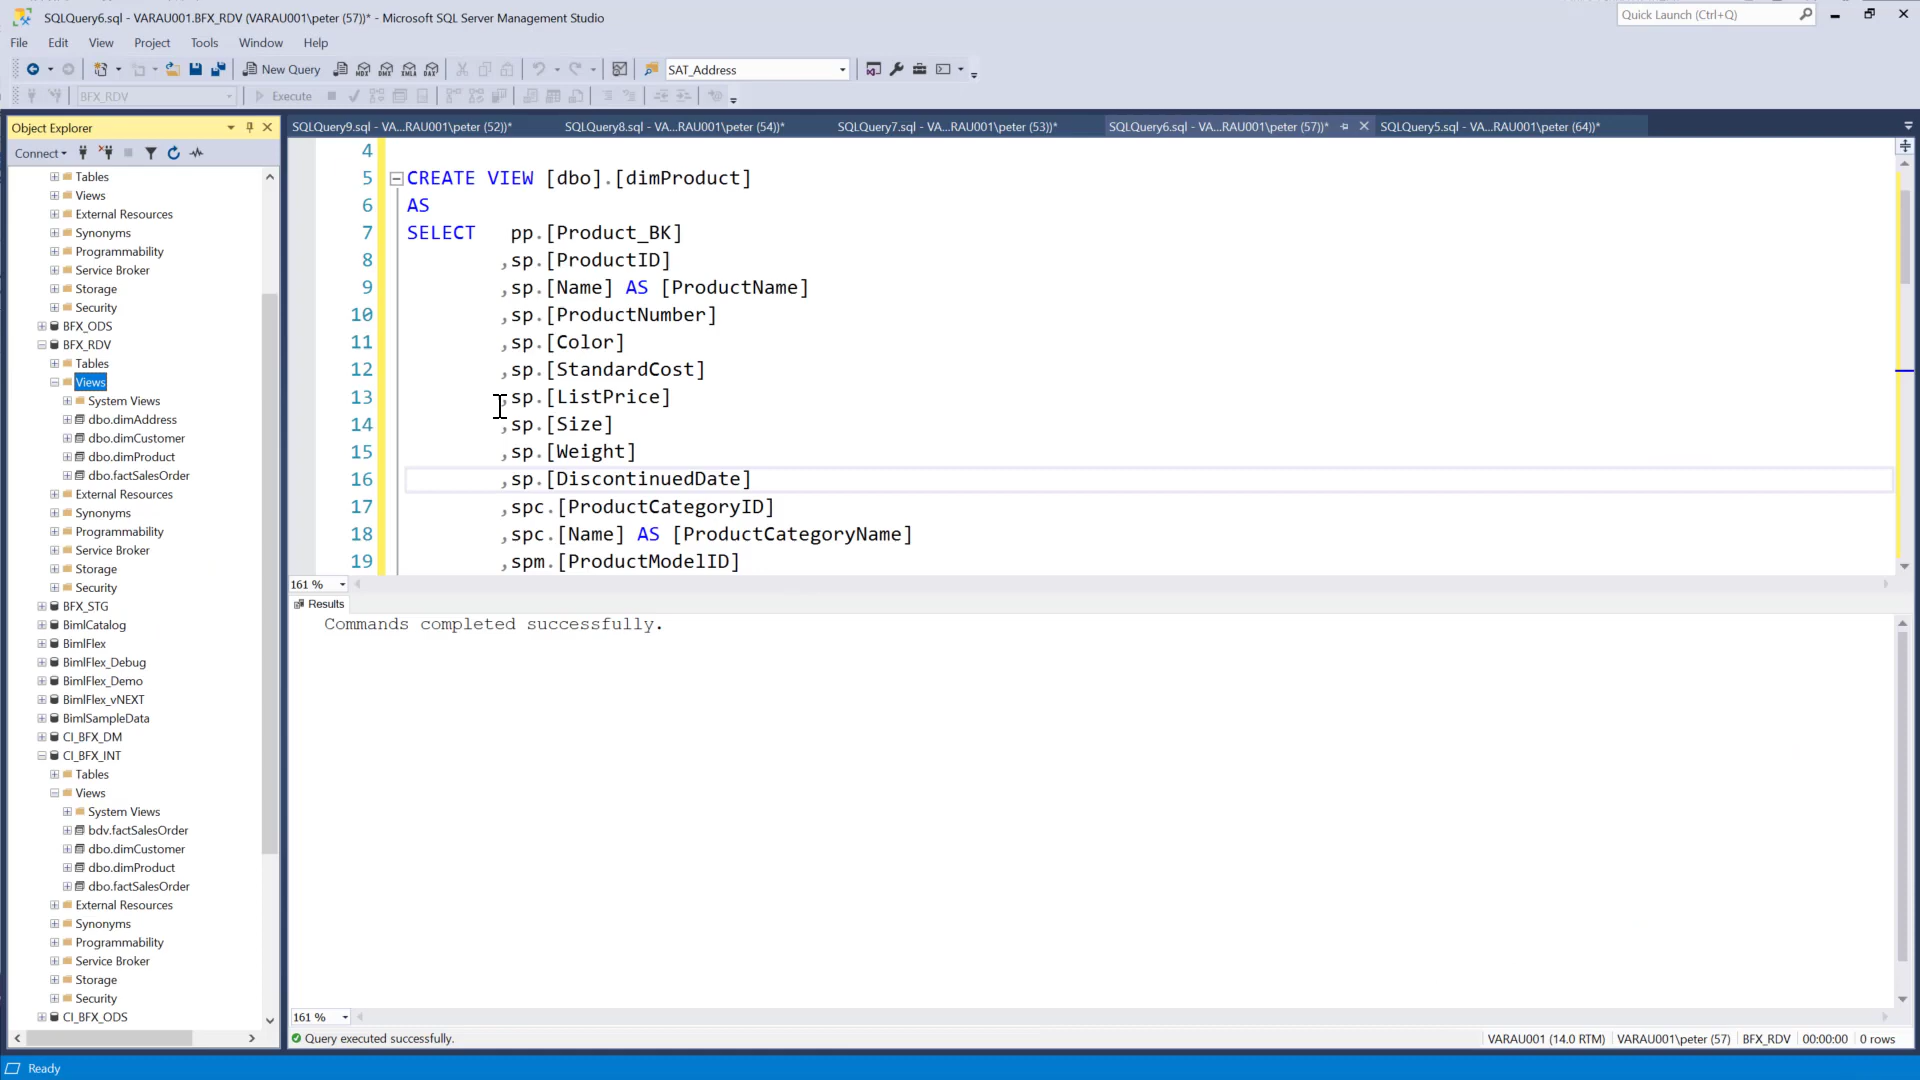 SQLQuery6.sql - VARAU001.BFX_RDV (VARAU001\peter (57))* - Microsoft SQL Server Management Studio
Quick Launch (Ctrl+Q)
File Edit View Project Tools Window Help
New Query MDX DMX XMLA DAX SAT_Address
BFX_RDV Execute
Object Explorer
SQLQuery9.sql - VA...RAU001\peter (52))* SQLQuery8.sql - VA...RAU001\peter (54))* SQLQuery7.sql - VA...RAU001\peter (53))* SQLQuery6.sql - VA...RAU001\peter (57))* SQLQuery5.sql - VA...RAU001\peter (64))*
Connect
Tables
Views
External Resources
Synonyms
Programmability
Service Broker
Storage
Security
BFX_ODS
BFX_RDV
Tables
Views
System Views
dbo.dimAddress
dbo.dimCustomer
dbo.dimProduct
dbo.factSalesOrder
External Resources
Synonyms
Programmability
Service Broker
Storage
Security
BFX_STG
BimlCatalog
BimlFlex
BimlFlex_Debug
BimlFlex_Demo
BimlFlex_vNEXT
BimlSampleData
CI_BFX_DM
CI_BFX_INT
Tables
Views
System Views
bdv.factSalesOrder
dbo.dimCustomer
dbo.dimProduct
dbo.factSalesOrder
External Resources
Synonyms
Programmability
Service Broker
Storage
Security
CI_BFX_ODS
4
5 CREATE VIEW [dbo].[dimProduct]
6 AS
7 SELECT pp.[Product_BK]
8 ,sp.[ProductID]
9 ,sp.[Name] AS [ProductName]
10 ,sp.[ProductNumber]
11 ,sp.[Color]
12 ,sp.[StandardCost]
13 ,sp.[ListPrice]
14 ,sp.[Size]
15 ,sp.[Weight]
16 ,sp.[DiscontinuedDate]
17 ,spc.[ProductCategoryID]
18 ,spc.[Name] AS [ProductCategoryName]
19 ,spm.[ProductModelID]
161 %
Results
Commands completed successfully.
161 %
Query executed successfully. VARAU001 (14.0 RTM) VARAU001\peter (57) BFX_RDV 00:00:00 0 rows
Ready